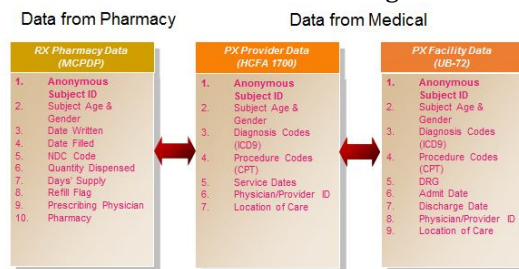 Data from Pharmacy
Data from Medical
RX Pharmacy Data
(MCPDP)
1. Anonymous
Subject ID
2. Subject Age &
Gender
3. Date Written
4. Date Filled
5. NDC Code
6. Quantity Dispensed
7. Days' Supply
8. Refill Flag
9. Prescribing Physician
10. Pharmacy
PX Provider Data
(HCFA 1700)
1. Anonymous
Subject ID
2. Subject Age &
Gender
3. Diagnosis Codes
(ICD9)
4. Procedure Codes
(CPT)
5. Service Dates
6. Physician/Provider ID
7. Location of Care
PX Facility Data
(UB-72)
1. Anonymous
Subject ID
2. Subject Age &
Gender
3. Diagnosis Codes
(ICD9)
4. Procedure Codes
(CPT)
5. DRG
6. Admit Date
7. Discharge Date
8. Physician/Provider ID
9. Location of Care